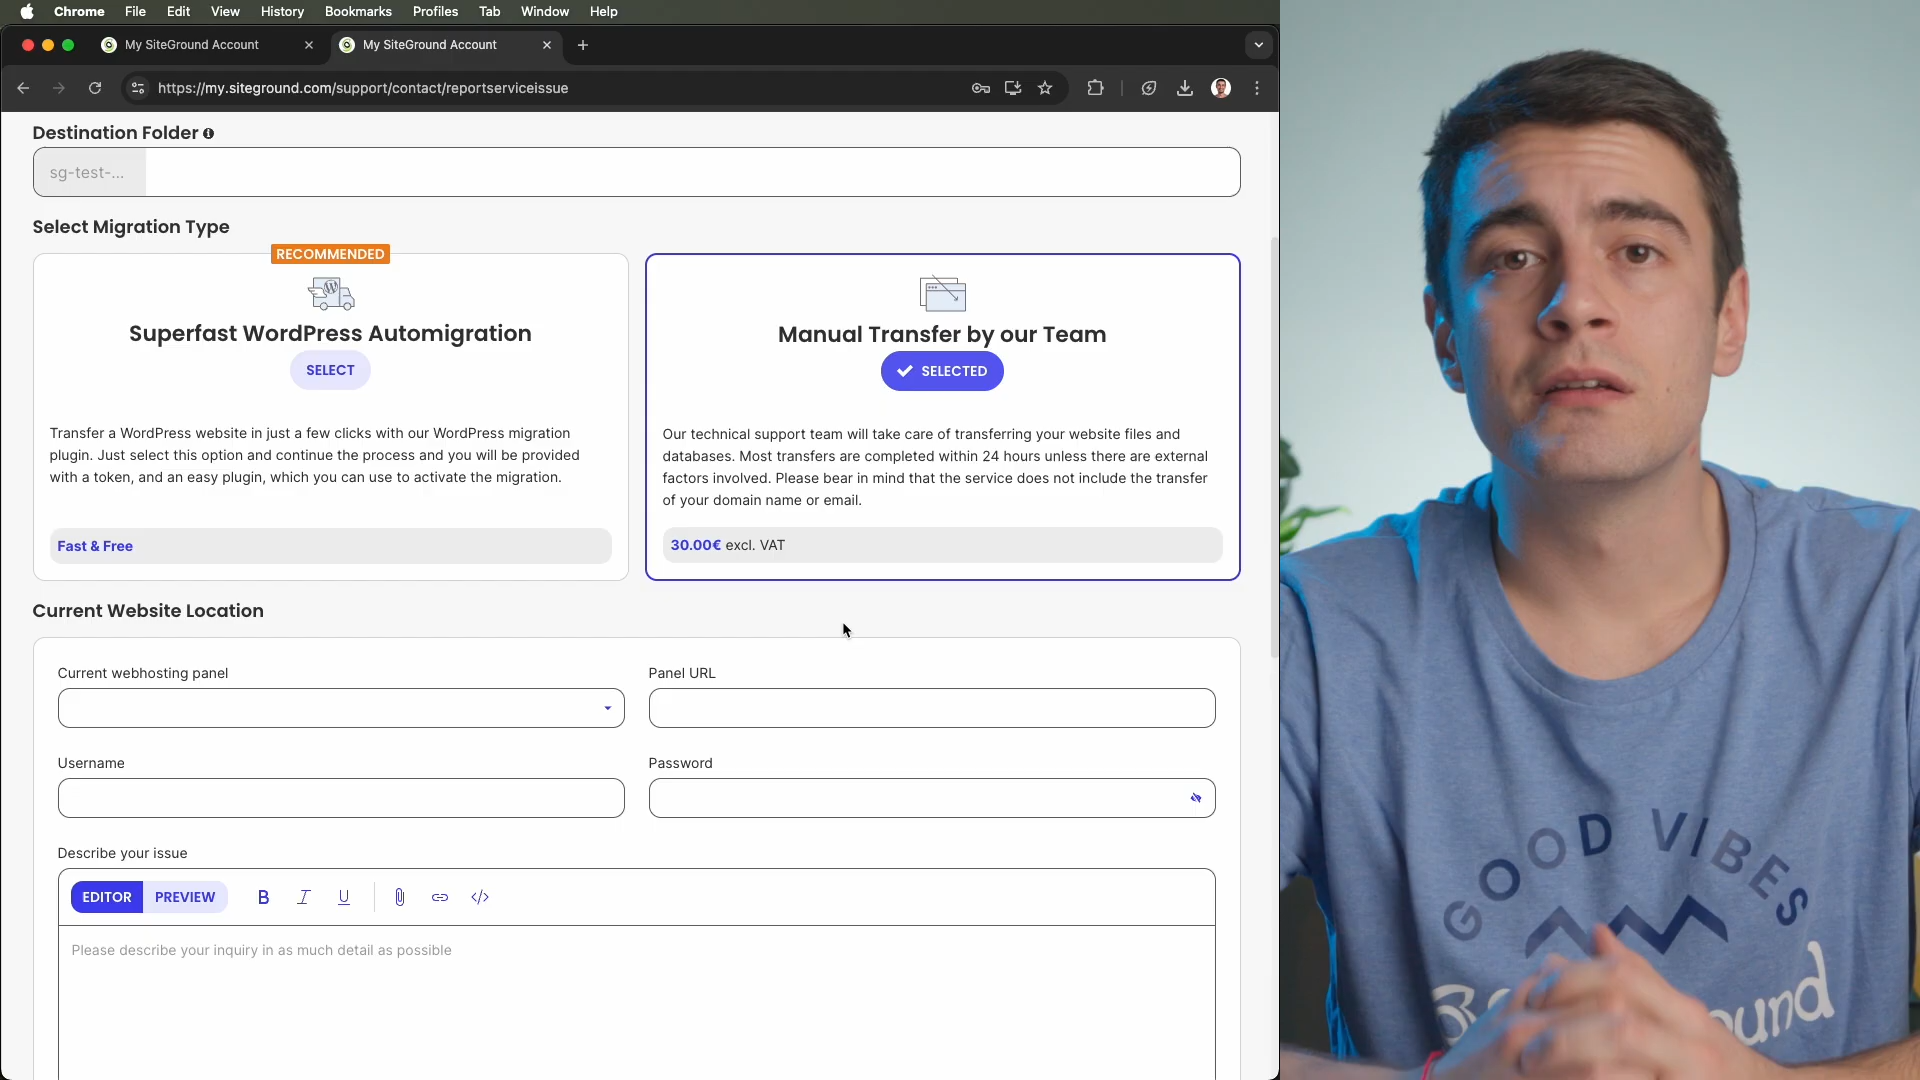 Chrome File Edit View History Bookmarks Profiles Tab Window Help
My SiteGround Account
My SiteGround Account
https://my.siteground.com/support/contact/reportserviceissue
Destination Folder
sg-test-...
Select Migration Type
RECOMMENDED
Superfast WordPress Automigration
SELECT
Transfer a WordPress website in just a few clicks with our WordPress migration
plugin. Just select this option and continue the process and you will be provided
with a token, and an easy plugin, which you can use to activate the migration.
Fast & Free
Manual Transfer by our Team
SELECTED
Our technical support team will take care of transferring your website files and
databases. Most transfers are completed within 24 hours unless there are external
factors involved. Please bear in mind that the service does not include the transfer
of your domain name or email.
30.00€ excl. VAT
Current Website Location
Current webhosting panel
Panel URL
Username
Password
Describe your issue
EDITOR PREVIEW B I U </>
Please describe your inquiry in as much detail as possible
GOOD VIBES